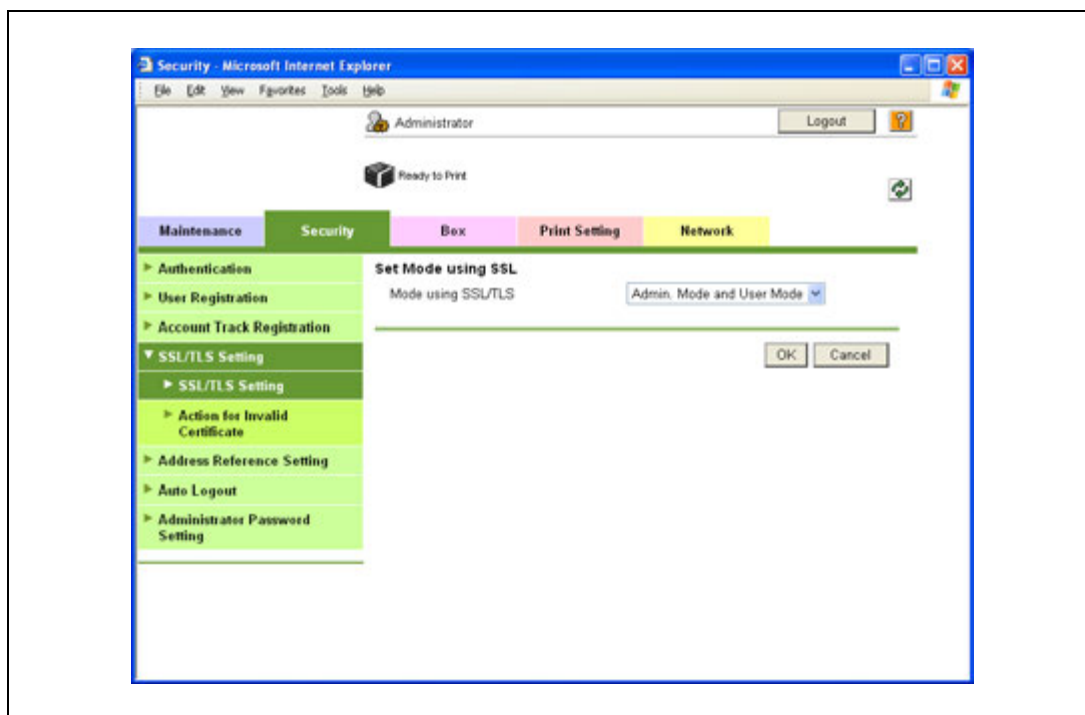 Security - Microsoft Internet Explorer
File Edit View Favorites Tools Help
Administrator
Logout
?
Ready to Print
Maintenance Security Box Print Setting Network
Authentication
User Registration
Account Track Registration
SSL/TLS Setting
SSL/TLS Setting
Action for Invalid
Certificate
Address Reference Setting
Auto Logout
Administrator Password
Setting
Set Mode using SSL
Mode using SSL/TLS Admin. Mode and User Mode
OK Cancel